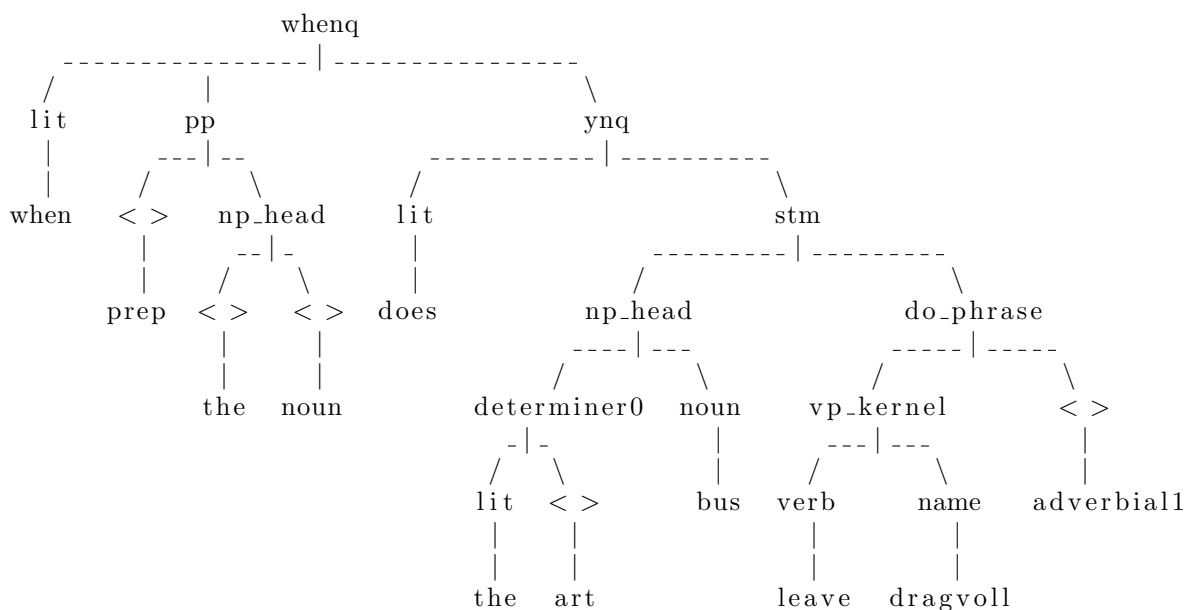 whenq
lit pp ynq
when < > np_head lit stm
prep < > < > does np_head do_phrase
the noun determiner0 noun vp_kernel < >
lit < > bus verb name adverbial1
the art leave dragvoll